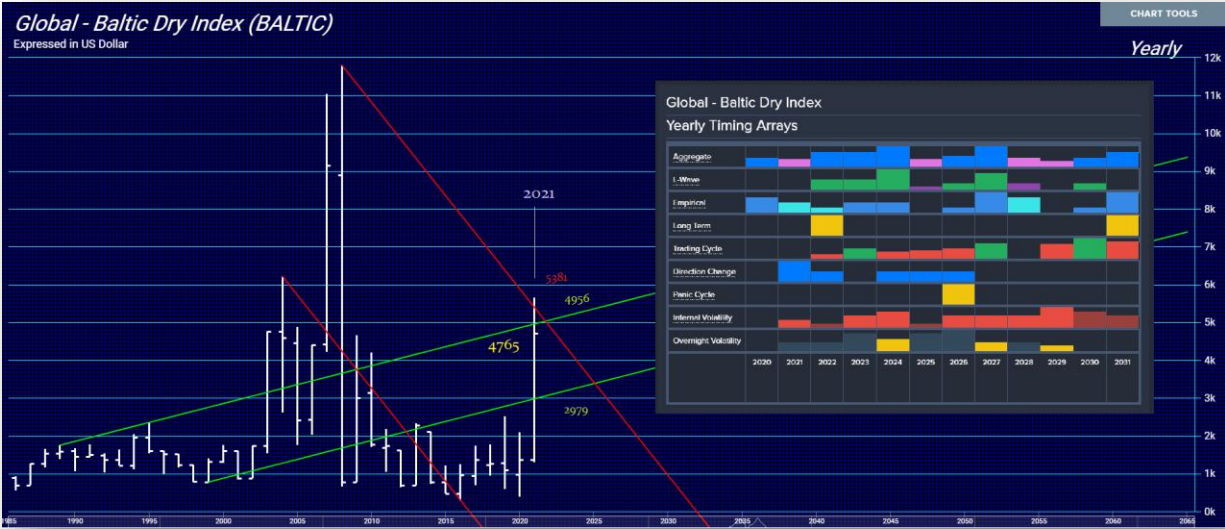 CHART TOOLS
Global - Baltic Dry Index (BALTIC)
Expressed in US Dollar
Yearly
12k
11k
10k
9k
8k
7k
6k
5k
4k
3k
2k
1k
0k
2021
5381
4956
4765
2979
Global - Baltic Dry Index
Yearly Timing Arrays
Aggregate
L-Wave
Empirical
Long Term
Trading Cycle
Direction Change
Panic Cycle
Internal Volatility
Overnight Volatility
2020 2021 2022 2023 2024 2025 2026 2027 2028 2029 2030 2031
1985 1990 1995 2000 2005 2010 2015 2020 2025 2030 2035 2040 2045 2050 2055 2060 2065